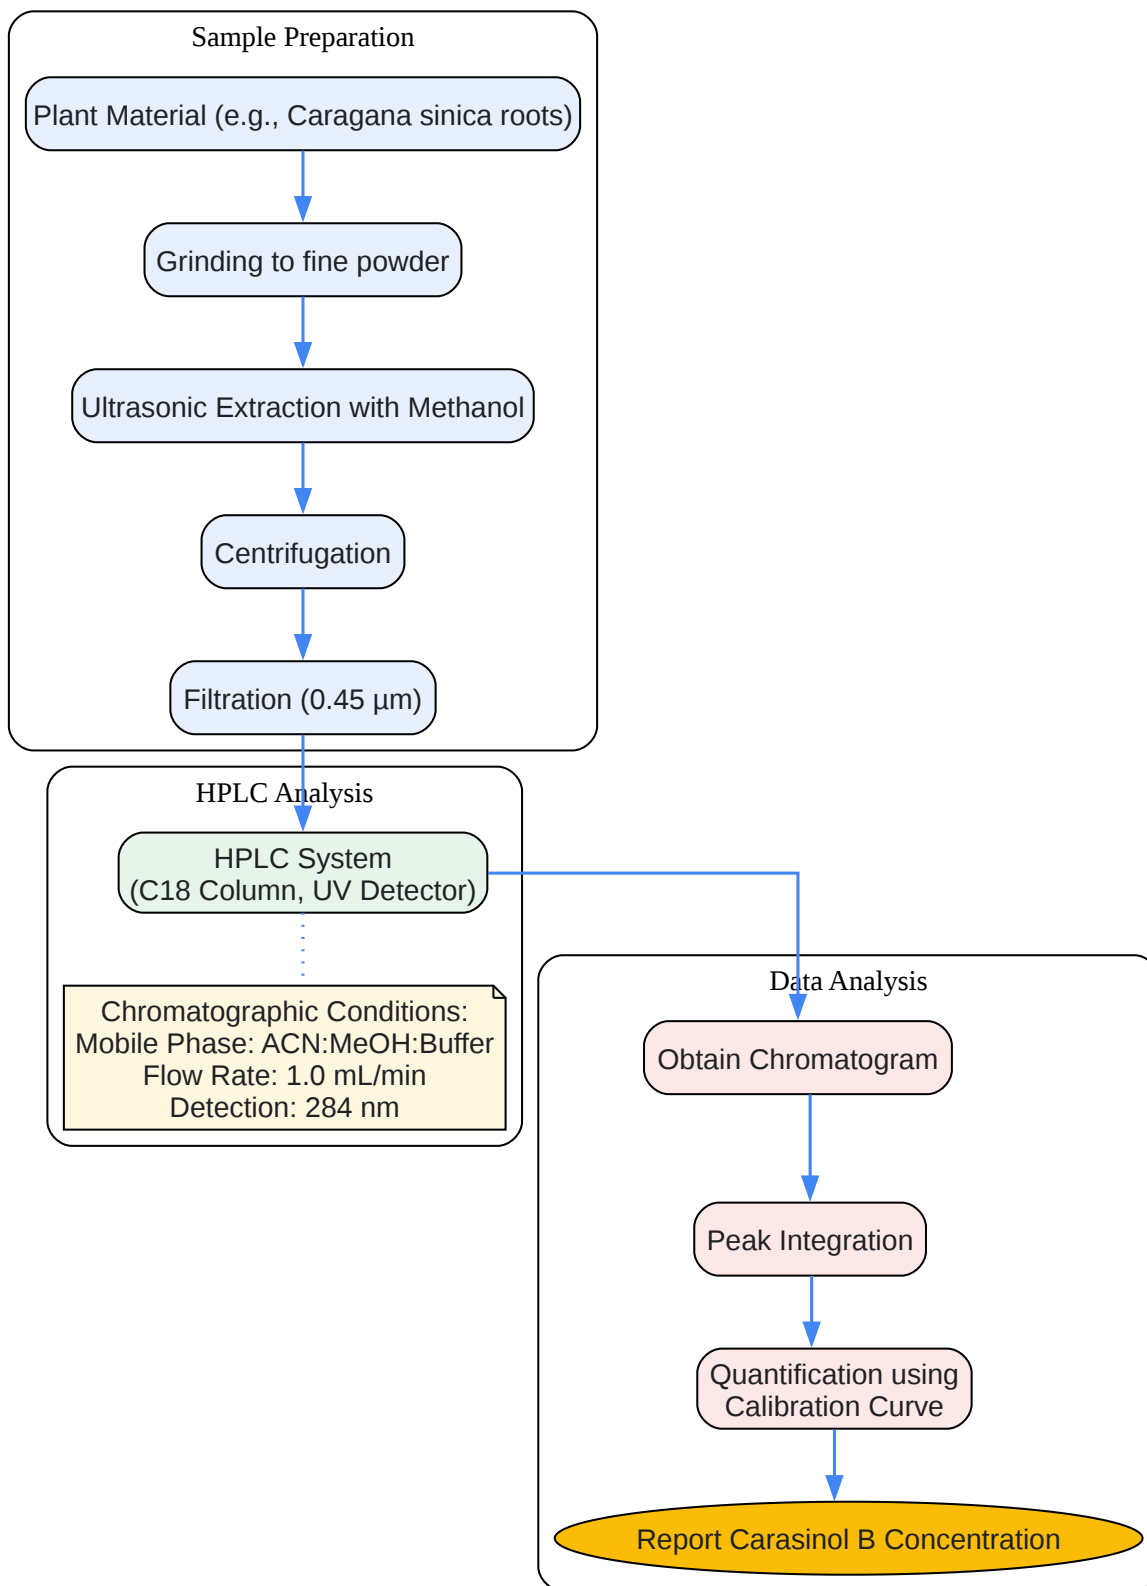 Sample Preparation
Plant Material (e.g., Caragana sinica roots)
Grinding to fine powder
Ultrasonic Extraction with Methanol
Centrifugation
Filtration (0.45 µm)
HPLC Analysis
HPLC System
(C18 Column, UV Detector)
Chromatographic Conditions:
Mobile Phase: ACN:MeOH:Buffer
Flow Rate: 1.0 mL/min
Detection: 284 nm
Data Analysis
Obtain Chromatogram
Peak Integration
Quantification using
Calibration Curve
Report Carasinol B Concentration